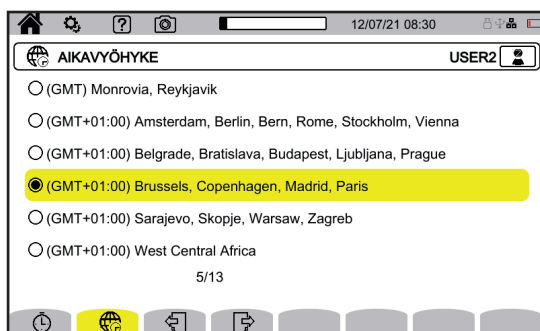 12/07/21 08:30
AIKAVYÖHYKE USER2
(GMT) Monrovia, Reykjavik
(GMT+01:00) Amsterdam, Berlin, Bern, Rome, Stockholm, Vienna
(GMT+01:00) Belgrade, Bratislava, Budapest, Ljubljana, Prague
(GMT+01:00) Brussels, Copenhagen, Madrid, Paris
(GMT+01:00) Sarajevo, Skopje, Warsaw, Zagreb
(GMT+01:00) West Central Africa
5/13